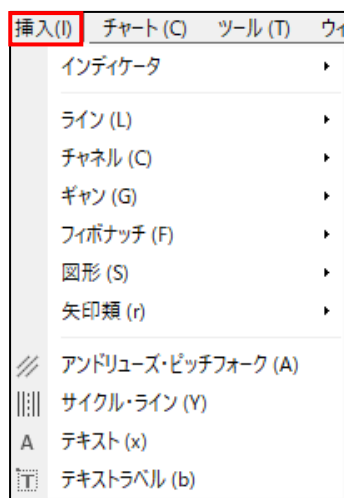 挿入(I) チャート (C) ツール (T) ウィ
インディケータ
ライン (L)
チャネル (C)
ギャン (G)
フィボナッチ (F)
図形 (S)
矢印類 (r)
アンドリューズ・ピッチフォーク (A)
サイクル・ライン (Y)
A テキスト (x)
T テキストラベル (b)